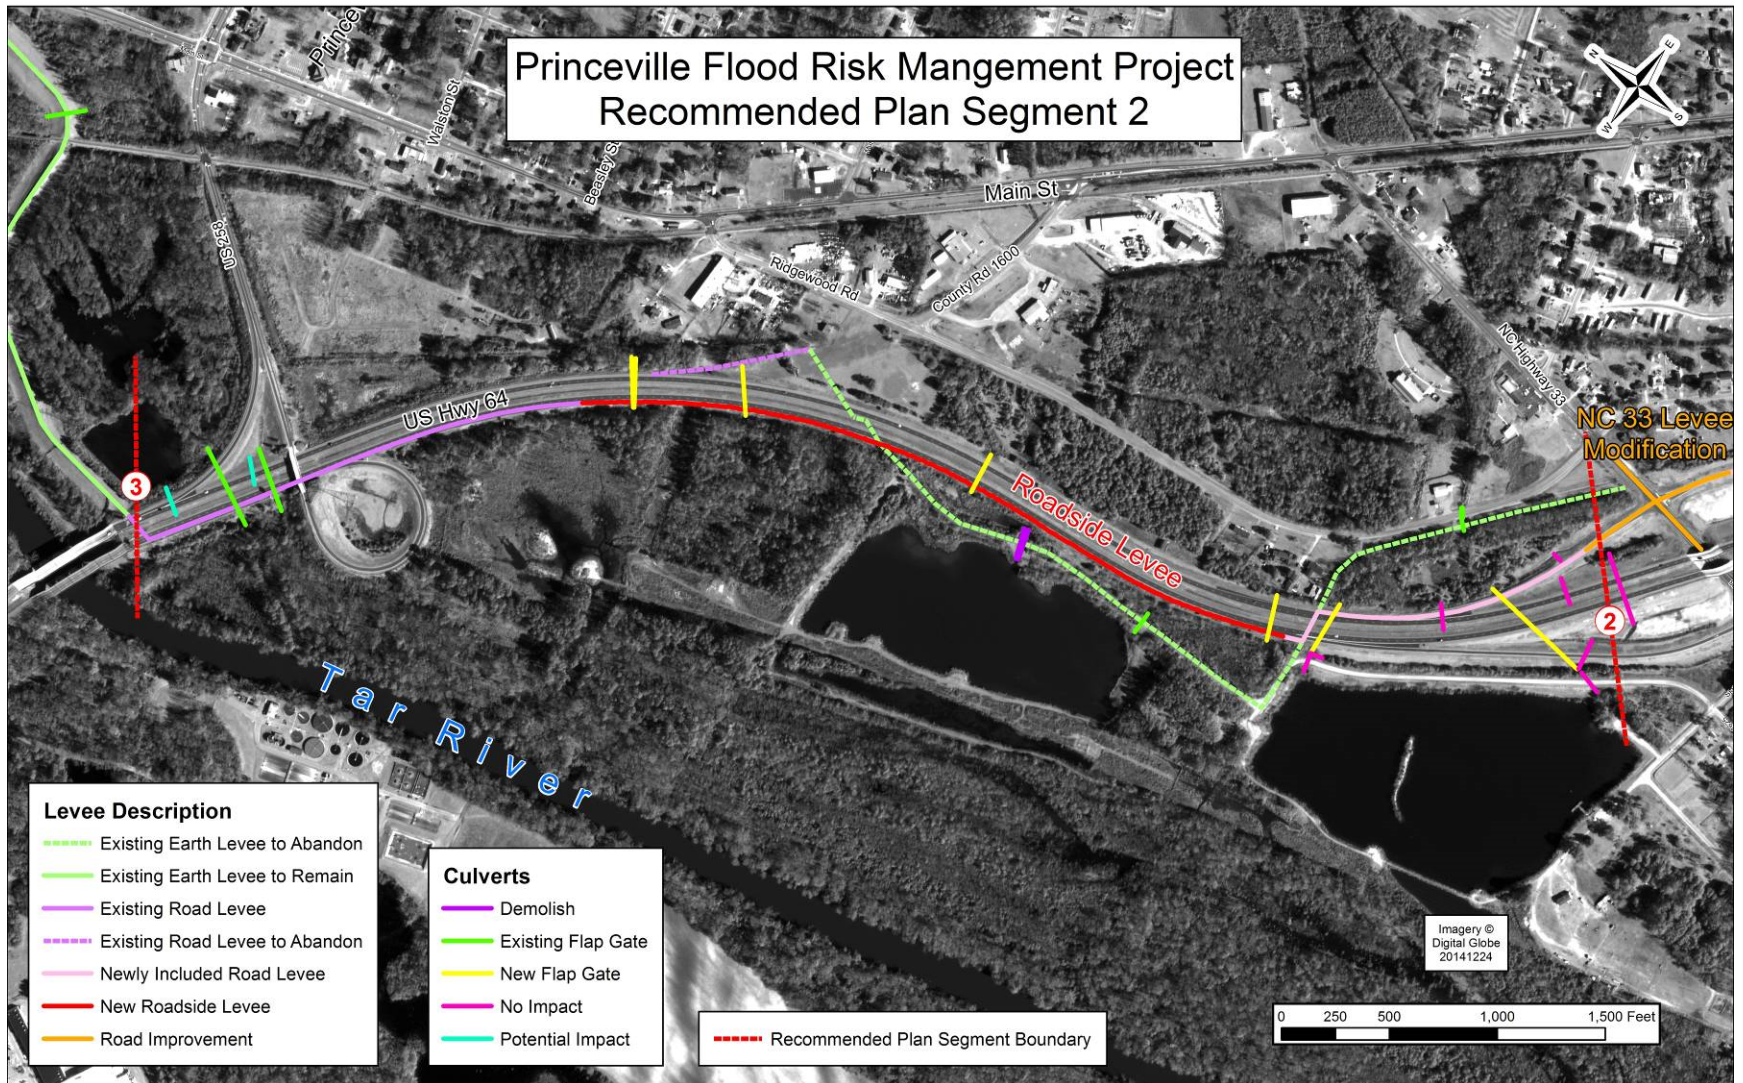 Princeville Flood Risk Mangement Project
Recommended Plan Segment 2
N
E
W
S
Walston St
Beasley St
Main St
US258
Ridgewood Rd
County Rd 1600
NC Highway 33
US Hwy 64
NC 33 Levee
Modification
Roadside Levee
3
2
Tar River
Levee Description
Existing Earth Levee to Abandon
Existing Earth Levee to Remain
Existing Road Levee
Existing Road Levee to Abandon
Newly Included Road Levee
New Roadside Levee
Road Improvement
Culverts
Demolish
Existing Flap Gate
New Flap Gate
No Impact
Potential Impact
Recommended Plan Segment Boundary
Imagery ©
Digital Globe
20141224
0 250 500 1,000 1,500 Feet